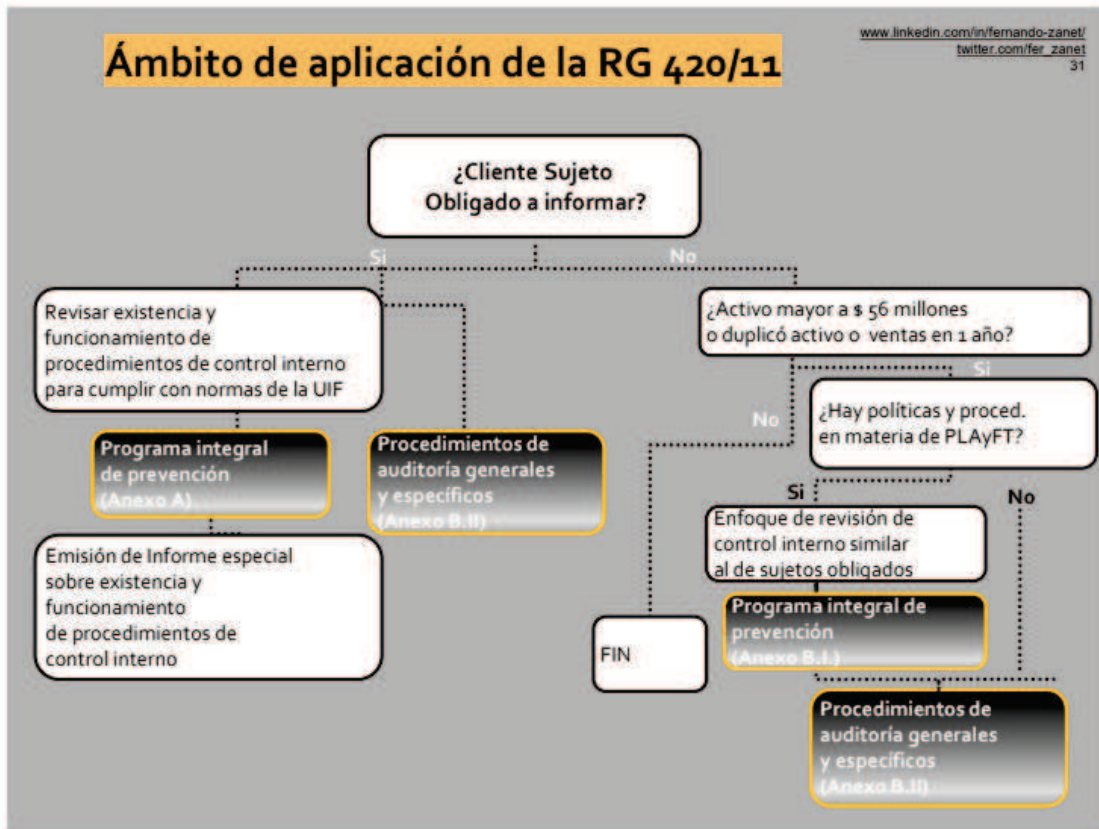 www.linkedin.com/in/fernando-zanet/
twitter.com/fer_zanet
31
Ámbito de aplicación de la RG 420/11
¿Cliente Sujeto
Obligado a informar?
Si
No
Revisar existencia y
funcionamiento de
procedimientos de control interno
para cumplir con normas de la UIF
¿Activo mayor a $ 56 millones
o duplicó activo o ventas en 1 año?
Si
No
¿Hay políticas y proced.
en materia de PLAyFT?
Programa integral
de prevención
(Anexo A)
Procedimientos de
auditoría generales
y específicos
(Anexo B.II)
Si
No
Enfoque de revisión de
control interno similar
al de sujetos obligados
Emisión de Informe especial
sobre existencia y
funcionamiento
de procedimientos de
control interno
Programa integral de
prevención
(Anexo B.I.)
FIN
Procedimientos de
auditoría generales
y específicos
(Anexo B.II)